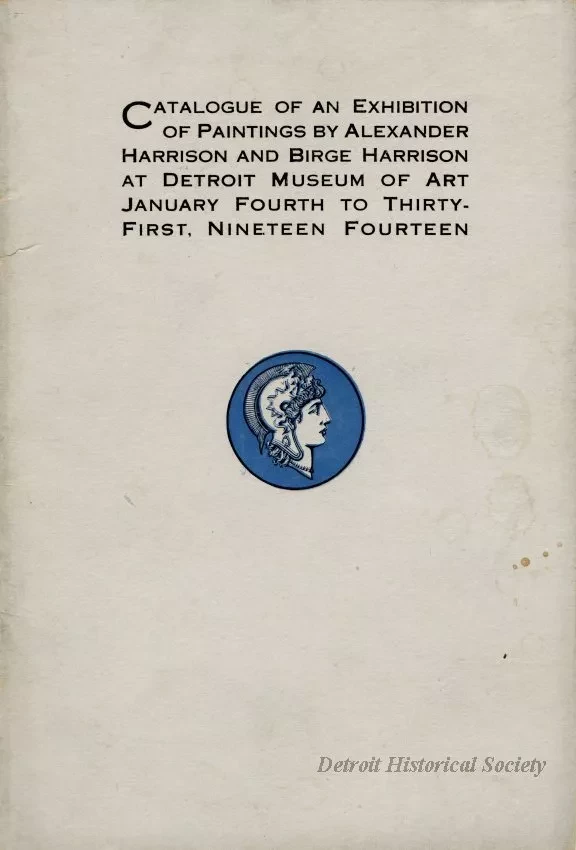 Catalogue of an Exhibition
of Paintings by Alexander
Harrison and Birge Harrison
at Detroit Museum of Art
January Fourth to Thirty-
First, Nineteen Fourteen
Detroit Historical Society